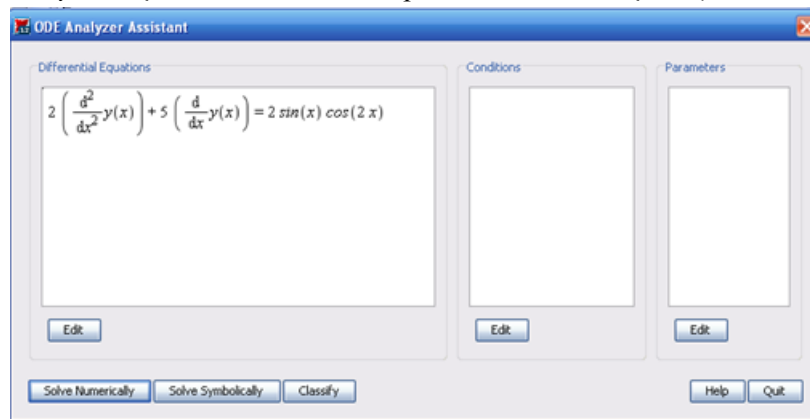 ODE Analyzer Assistant
Differential Equations
Conditions
Parameters
2 (d²/dx² y(x)) + 5 (d/dx y(x)) = 2 sin(x) cos(2 x)
Edit
Edit
Edit
Solve Numerically
Solve Symbolically
Classify
Help
Quit